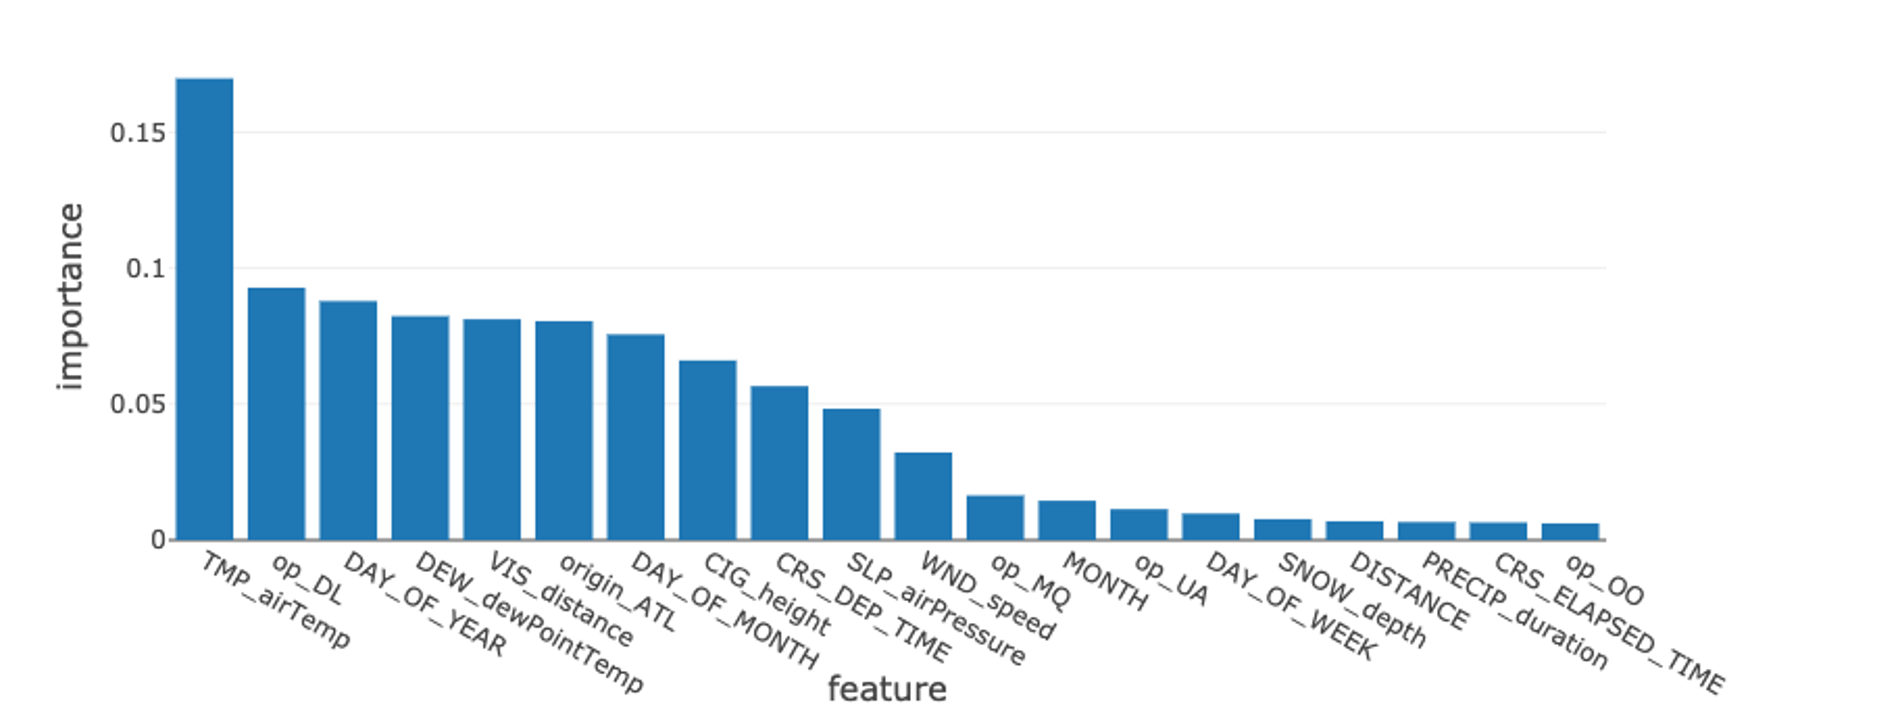 0.15
0.1
0.05
0
importance
TMP_airTemp
op_DL
DAY_OF_YEAR
DEW_dewPointTemp
VIS_distance
origin_ATL
DAY_OF_MONTH
CIG_height
CRS_DEP_TIME
SLP_airPressure
WND_speed
op_MQ
MONTH
op_UA
DAY_OF_WEEK
SNOW_depth
DISTANCE
PRECIP_duration
CRS_ELAPSED_TIME
op_OO
feature